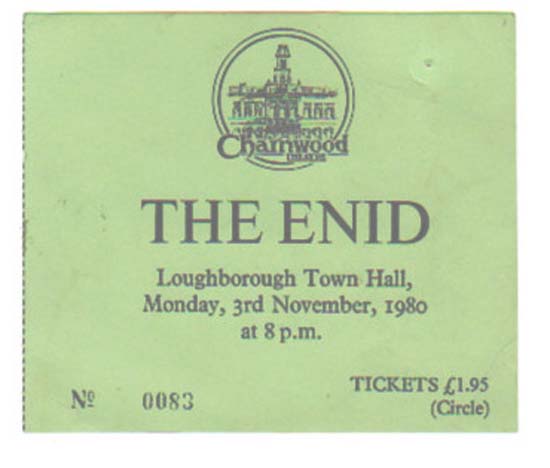 Charnwood
THE ENID
Loughborough Town Hall,
Monday, 3rd November, 1980
at 8 p.m.
TICKETS £1.95
Nº 0083
(Circle)